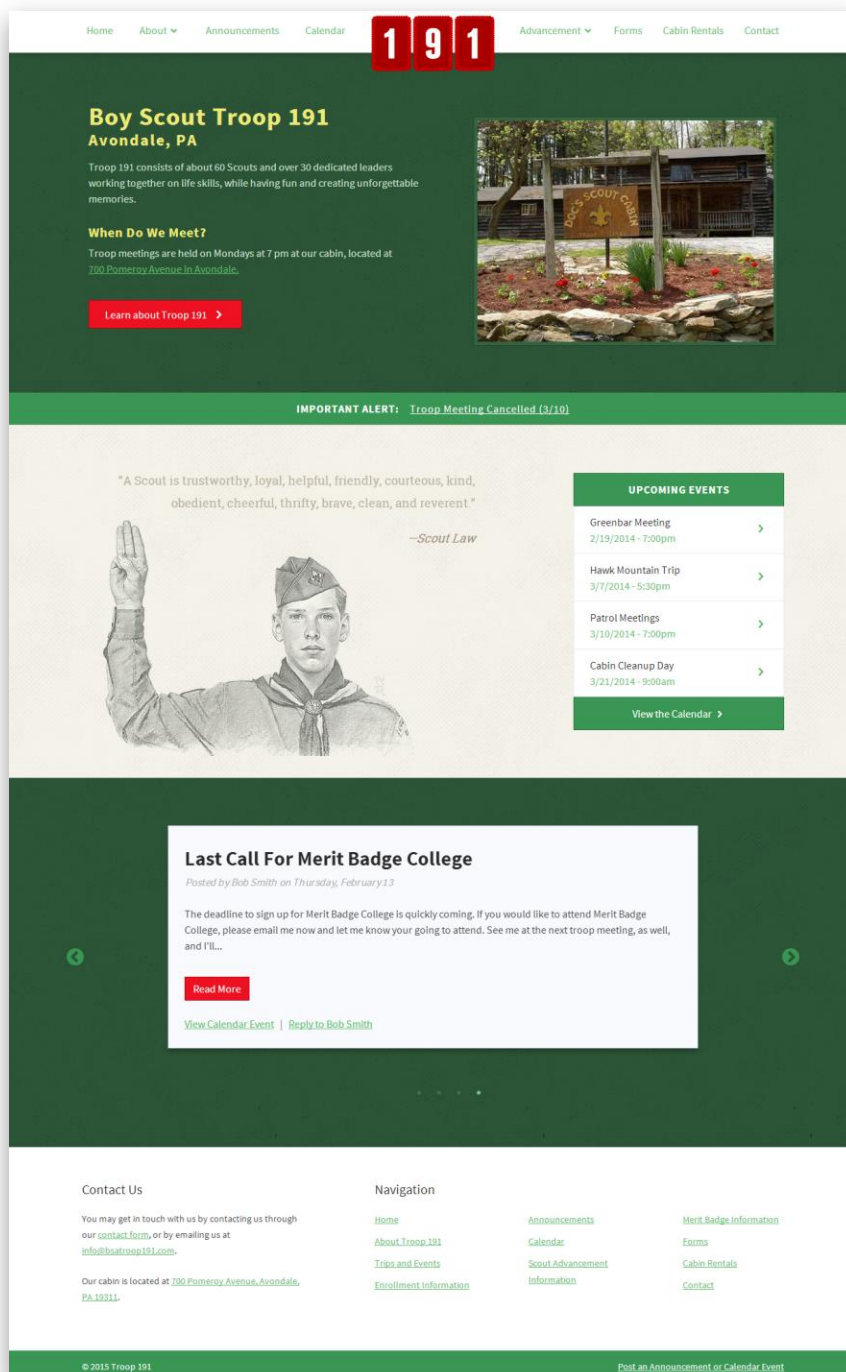 Home About Announcements Calendar 191 Advancement Forms Cabin Rentals Contact
Boy Scout Troop 191
Avondale, PA
Troop 191 consists of about 60 Scouts and over 30 dedicated leaders
working together on life skills, while having fun and creating unforgettable
memories.
When Do We Meet?
Troop meetings are held on Mondays at 7 pm at our cabin, located at
700 Pomeroy Avenue in Avondale.
Learn about Troop 191
DOC'S SCOUT CABIN
IMPORTANT ALERT: Troop Meeting Cancelled (3/10)
"A Scout is trustworthy, loyal, helpful, friendly, courteous, kind,
obedient, cheerful, thrifty, brave, clean, and reverent."
—Scout Law
UPCOMING EVENTS
Greenbar Meeting
2/19/2014 - 7:00pm
Hawk Mountain Trip
3/7/2014 - 5:30pm
Patrol Meetings
3/10/2014 - 7:00pm
Cabin Cleanup Day
3/21/2014 - 9:00am
View the Calendar
Last Call For Merit Badge College
Posted by Bob Smith on Thursday, February 13
The deadline to sign up for Merit Badge College is quickly coming. If you would like to attend Merit Badge
College, please email me now and let me know your going to attend. See me at the next troop meeting, as well,
and I'll...
Read More
View Calendar Event | Reply to Bob Smith
Contact Us
You may get in touch with us by contacting us through
our contact form, or by emailing us at
info@bsatroop191.com.
Our cabin is located at 700 Pomeroy Avenue, Avondale,
PA 19311.
Navigation
Home
About Troop 191
Trips and Events
Enrollment Information
Announcements
Calendar
Scout Advancement
Information
Merit Badge Information
Forms
Cabin Rentals
Contact
© 2015 Troop 191
Post an Announcement or Calendar Event